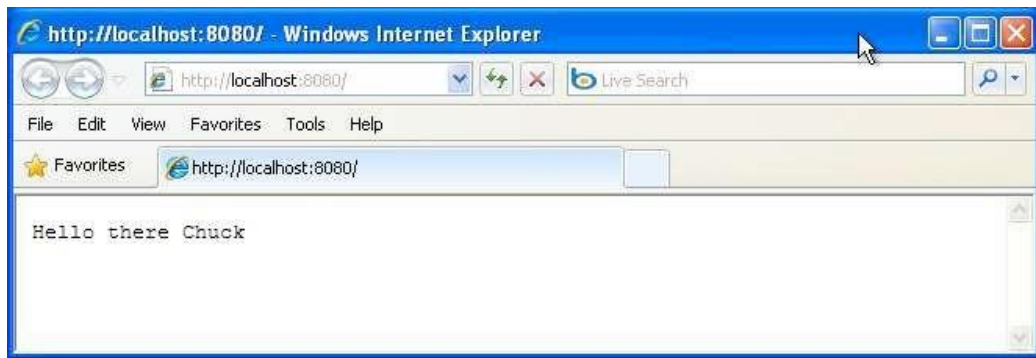 http://localhost:8080/ - Windows Internet Explorer
http://localhost:8080/ Live Search
File Edit View Favorites Tools Help
Favorites http://localhost:8080/
Hello there Chuck